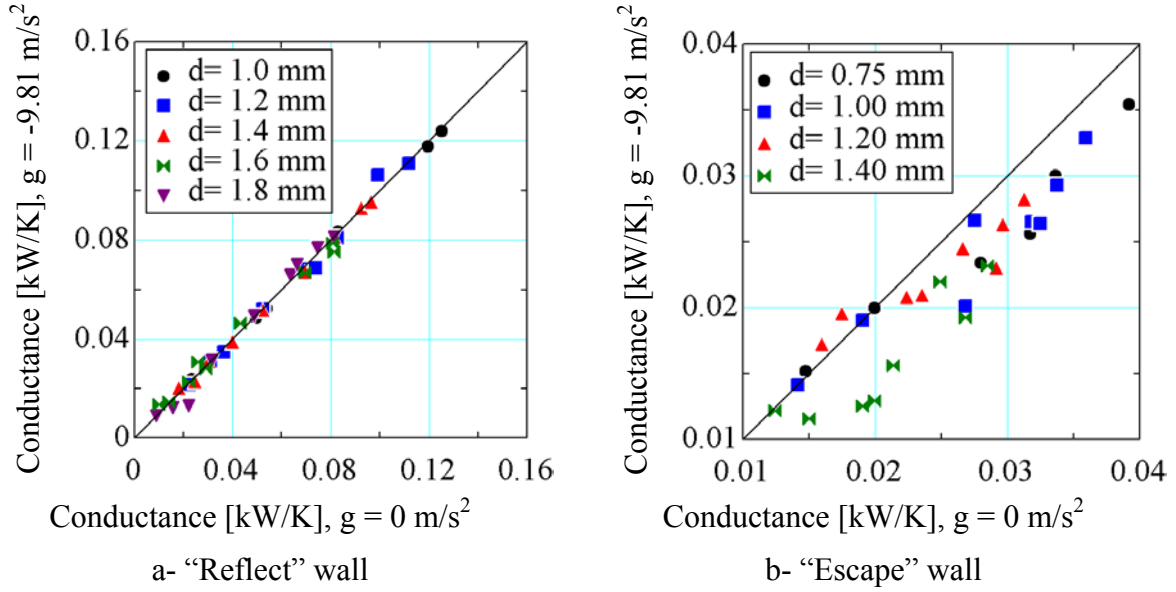 Conductance [kW/K], g = -9.81 m/s²
0.16
0.12
0.08
0.04
0
d= 1.0 mm
d= 1.2 mm
d= 1.4 mm
d= 1.6 mm
d= 1.8 mm
0 0.04 0.08 0.12 0.16
Conductance [kW/K], g = 0 m/s²
a- “Reflect” wall
Conductance [kW/K], g = -9.81 m/s²
0.04
0.03
0.02
0.01
d= 0.75 mm
d= 1.00 mm
d= 1.20 mm
d= 1.40 mm
0.01 0.02 0.03 0.04
Conductance [kW/K], g = 0 m/s²
b- “Escape” wall